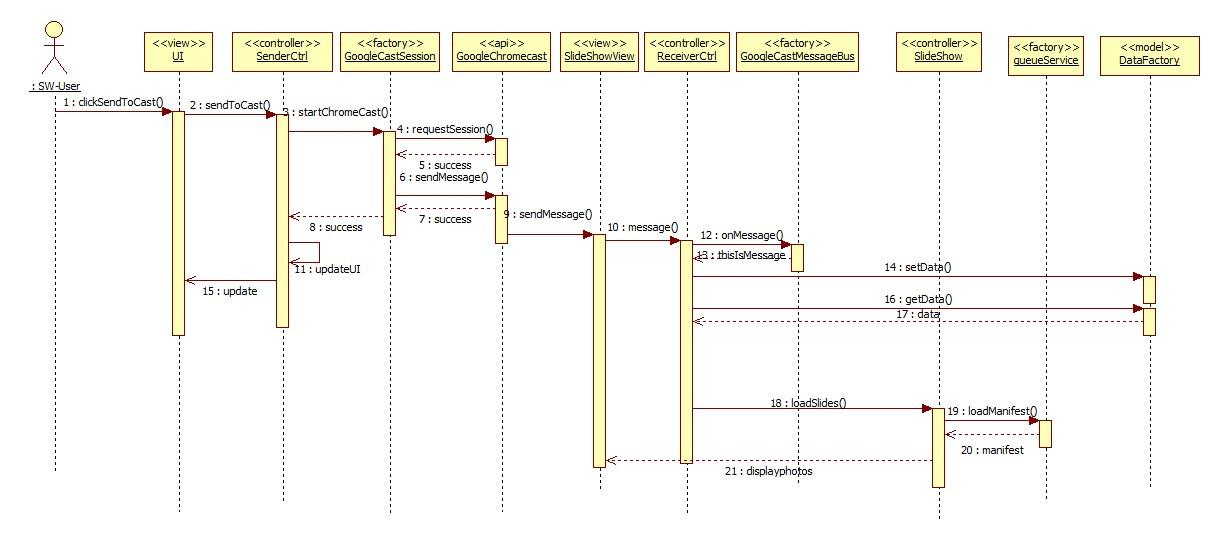 <<view>>
UI
<<controller>>
SenderCtrl
<<factory>>
GoogleCastSession
<<api>>
GoogleChromecast
<<view>>
SlideShowView
<<controller>>
ReceiverCtrl
<<factory>>
GoogleCastMessageBus
<<controller>>
SlideShow
<<factory>>
queueService
<<model>>
DataFactory
: SW-User
1 : clickSendToCast()
2 : sendToCast()
3 : startChromeCast()
4 : requestSession()
5 : success
6 : sendMessage()
7 : success
8 : success
9 : sendMessage()
10 : message()
11 : updateUI
12 : onMessage()
13 : thisIsMessage
14 : setData()
15 : update
16 : getData()
17 : data
18 : loadSlides()
19 : loadManifest()
20 : manifest
21 : displayphotos